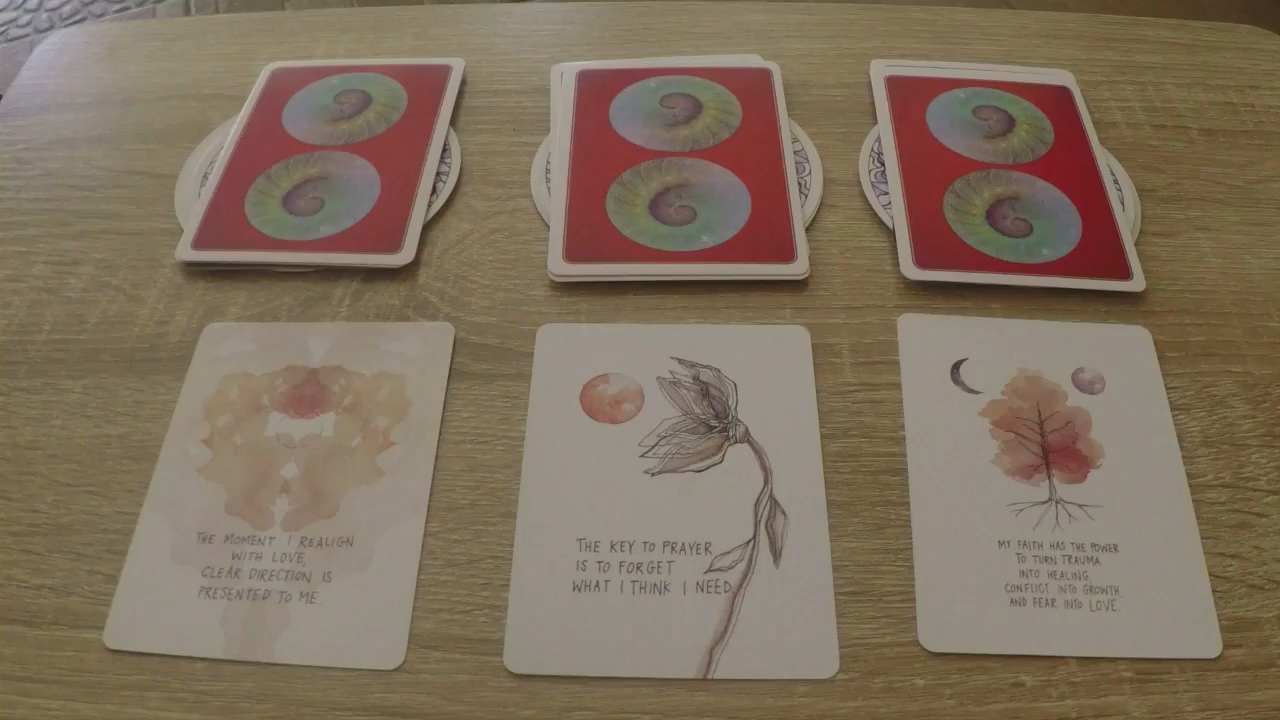 THE MOMENT I REALIGN
WITH LOVE,
CLEAR DIRECTION IS
PRESENTED TO ME.
THE KEY TO PRAYER
IS TO FORGET
WHAT I THINK I NEED.
MY FAITH HAS THE POWER
TO TURN TRAUMA
INTO HEALING
CONFLICT INTO GROWTH.
AND FEAR INTO LOVE.